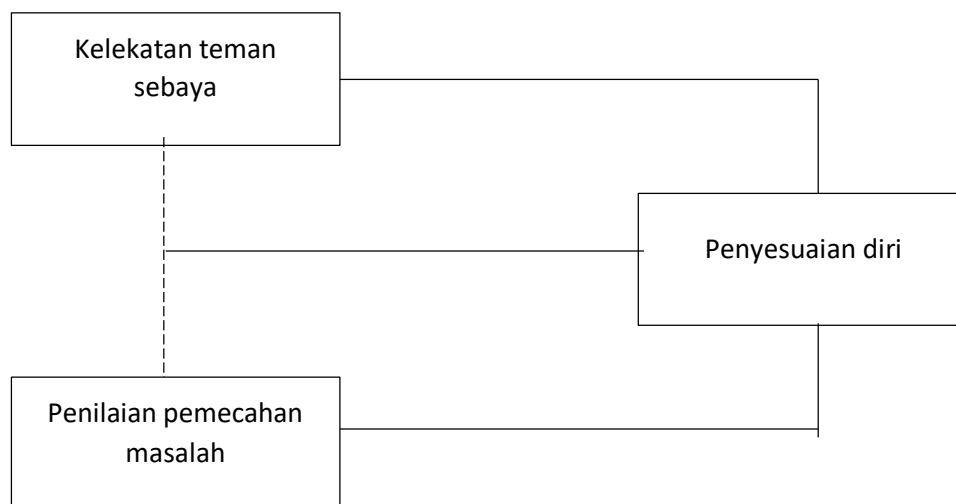 Kelekatan teman
sebaya
Penyesuaian diri
Penilaian pemecahan
masalah